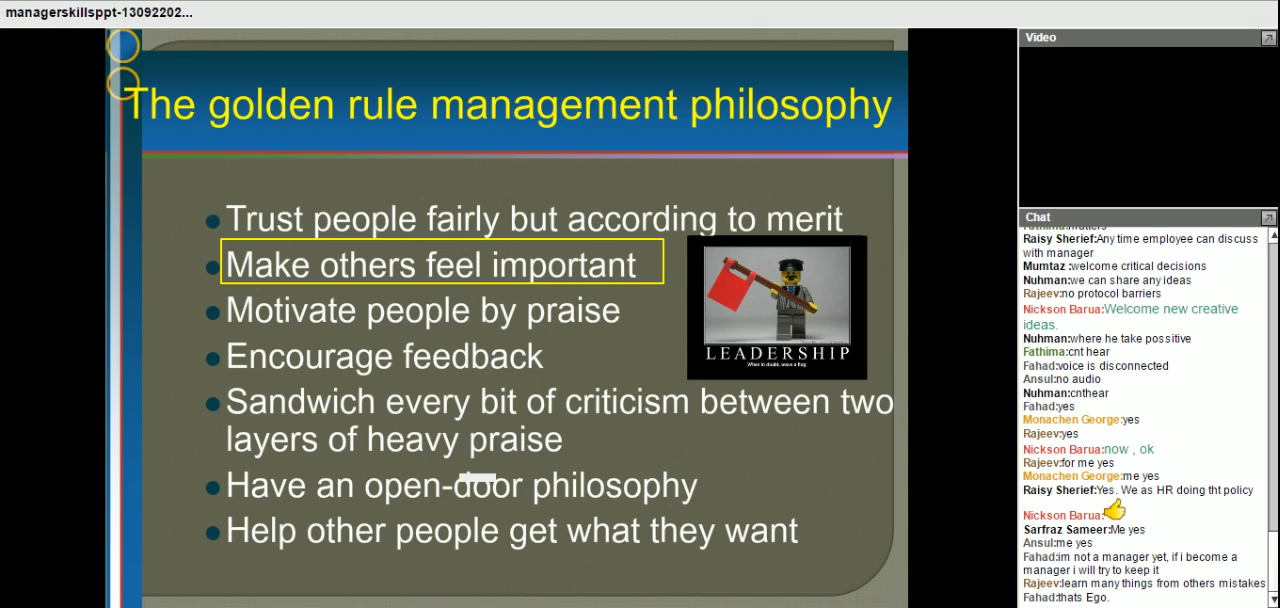 managerskillsppt-13092202...
The golden rule management philosophy
Trust people fairly but according to merit
Make others feel important
Motivate people by praise
Encourage feedback
Sandwich every bit of criticism between two
layers of heavy praise
Have an open-door philosophy
Help other people get what they want
LEADERSHIP
When in doubt, wave a flag.
Video
Chat
Fathima:matters
Raisy Sherief:Any time employee can discuss
with manager
Mumtaz :welcome critical decisions
Nuhman:we can share any ideas
Rajeev:no protocol barriers
Nickson Barua:Welcome new creative
ideas.
Nuhman:where he take possitive
Fathima:cnt hear
Fahad:voice is disconnected
Ansul:no audio
Nuhman:cnthear
Fahad:yes
Monachen George:yes
Rajeev:yes
Nickson Barua:now , ok
Rajeev:for me yes
Monachen George:me yes
Raisy Sherief:Yes. We as HR doing tht policy
Nickson Barua:
Sarfraz Sameer:Me yes
Ansul:me yes
Fahad:im not a manager yet, if i become a
manager i will try to keep it
Rajeev:learn many things from others mistakes
Fahad:thats Ego.